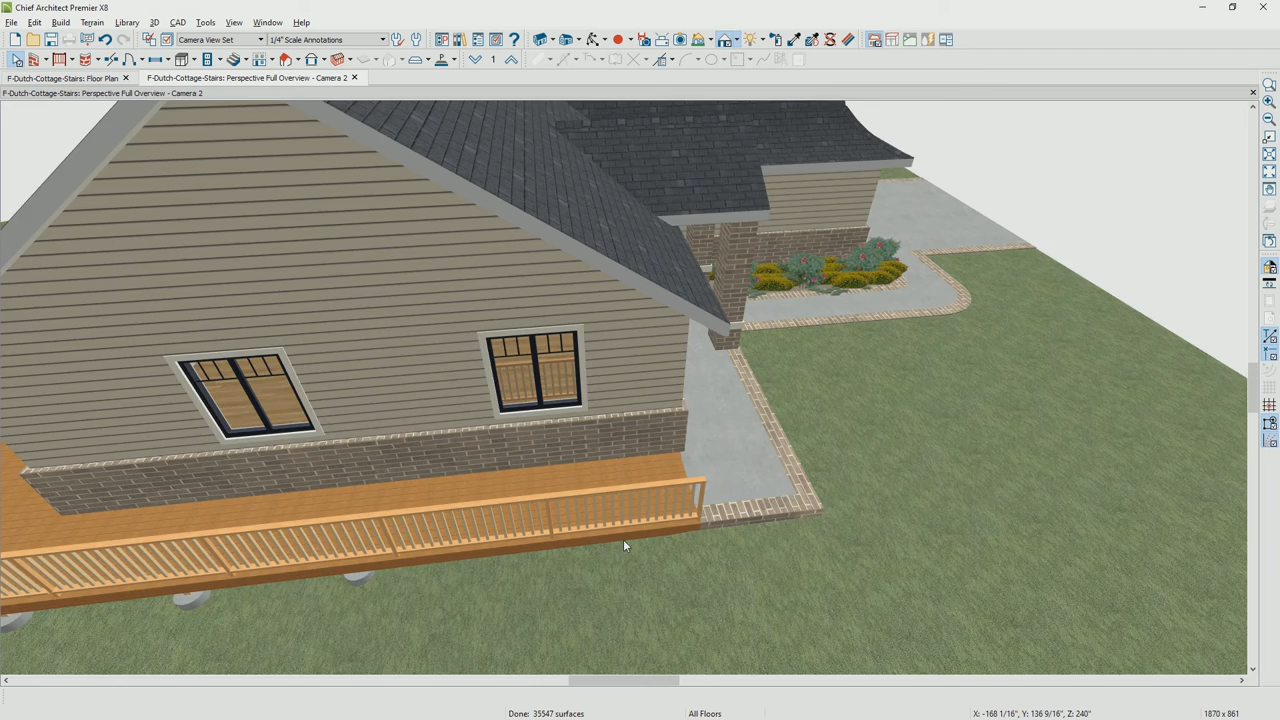 Chief Architect Premier X8
File Edit Build Terrain Library 3D CAD Tools View Window Help
Camera View Set 1/4" Scale Annotations
1
F-Dutch-Cottage-Stairs: Floor Plan F-Dutch-Cottage-Stairs: Perspective Full Overview - Camera 2
F-Dutch-Cottage-Stairs: Perspective Full Overview - Camera 2
Done: 35547 surfaces All Floors X: -168 1/16", Y: 136 9/16", Z: 240" 1870 x 861